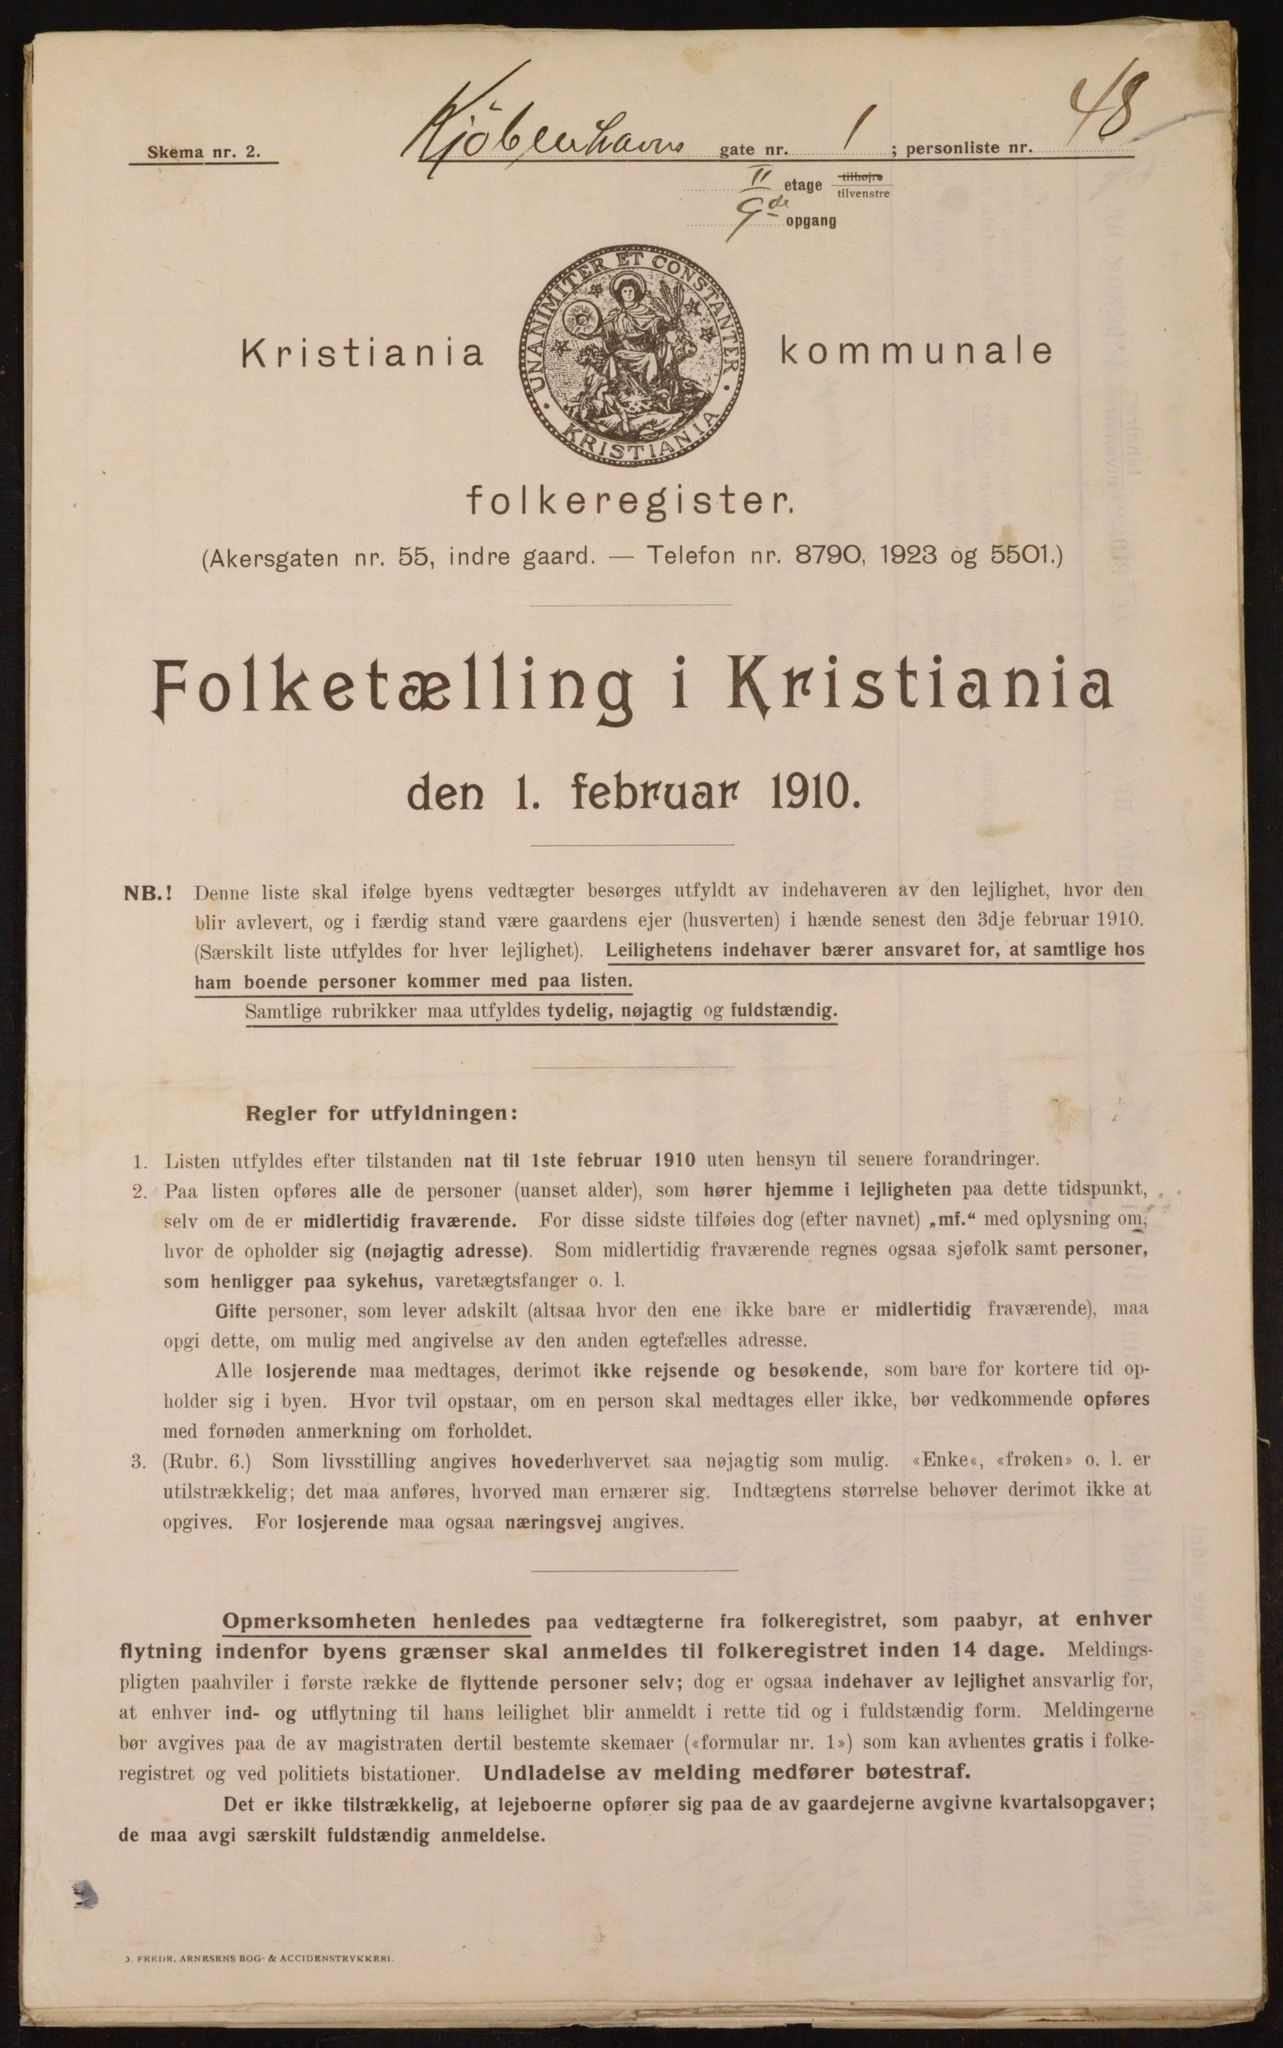 Skema nr. 2.
Kjöbenhavns gate nr. 1 ; personliste nr. 48
II etage tilhøjre
tilvenstre
opgang
UNANIMITER ET CONSTANTER
KRISTIANIA
Kristiania kommunale
folkeregister.
(Akersgaten nr. 55, indre gaard. — Telefon nr. 8790, 1923 og 5501.)
Folketælling i Kristiania
den 1. februar 1910.
NB.! Denne liste skal ifølge byens vedtægter besørges utfyldt av indehaveren av den lejlighet, hvor den
blir avlevert, og i færdig stand være gaardens ejer (husverten) i hænde senest den 3dje februar 1910.
(Særskilt liste utfyldes for hver lejlighet). Leilighetens indehaver bærer ansvaret for, at samtlige hos
ham boende personer kommer med paa listen.
Samtlige rubrikker maa utfyldes tydelig, nøjagtig og fuldstændig.
Regler for utfyldningen:
1. Listen utfyldes efter tilstanden nat til 1ste februar 1910 uten hensyn til senere forandringer.
2. Paa listen opføres alle de personer (uanset alder), som hører hjemme i lejligheten paa dette tidspunkt,
selv om de er midlertidig fraværende. For disse sidste tilføies dog (efter navnet) „mf.“ med oplysning om,
hvor de opholder sig (nøjagtig adresse). Som midlertidig fraværende regnes ogsaa sjøfolk samt personer,
som henligger paa sykehus, varetægtsfanger o. l.
Gifte personer, som lever adskilt (altsaa hvor den ene ikke bare er midlertidig fraværende), maa
opgi dette, om mulig med angivelse av den anden egtefælles adresse.
Alle losjerende maa medtages, derimot ikke rejsende og besøkende, som bare for kortere tid op-
holder sig i byen. Hvor tvil opstaar, om en person skal medtages eller ikke, bør vedkommende opføres
med fornøden anmerkning om forholdet.
3. (Rubr. 6.) Som livsstilling angives hovederhvervet saa nøjagtig som mulig. «Enke«, «frøken» o. l. er
utilstrækkelig; det maa anføres, hvorved man ernærer sig. Indtægtens størrelse behøver derimot ikke at
opgives. For losjerende maa ogsaa næringsvej angives.
Opmerksomheten henledes paa vedtægterne fra folkeregistret, som paabyr, at enhver
flytning indenfor byens grænser skal anmeldes til folkeregistret inden 14 dage. Meldings-
pligten paahviler i første række de flyttende personer selv; dog er ogsaa indehaver av lejlighet ansvarlig for,
at enhver ind- og utflytning til hans leilighet blir anmeldt i rette tid og i fuldstændig form. Meldingerne
bør avgives paa de av magistraten dertil bestemte skemaer («formular nr. 1») som kan avhentes gratis i folke-
registret og ved politiets bistationer. Undladelse av melding medfører bøtestraf.
Det er ikke tilstrækkelig, at lejeboerne opfører sig paa de av gaardejerne avgivne kvartalsopgaver;
de maa avgi særskilt fuldstændig anmeldelse.
FREDR. ARNESENS BOG- & ACCIDENSTRYKKERI.